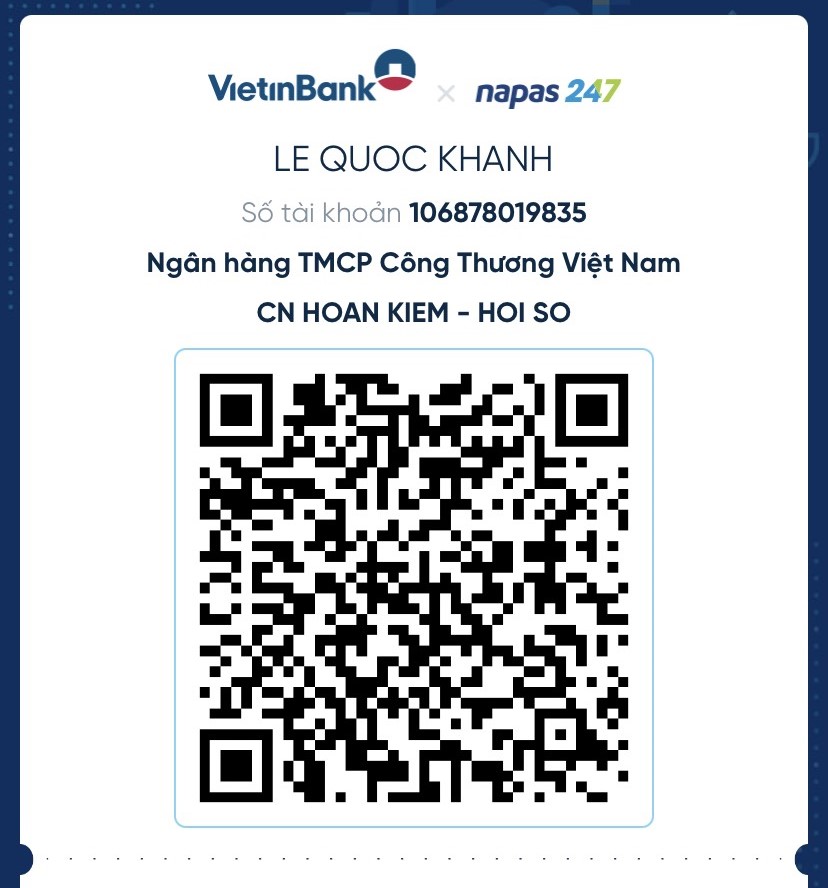 VietinBank × napas 247
LE QUOC KHANH
Số tài khoản 106878019835
Ngân hàng TMCP Công Thương Việt Nam
CN HOAN KIEM - HOI SO